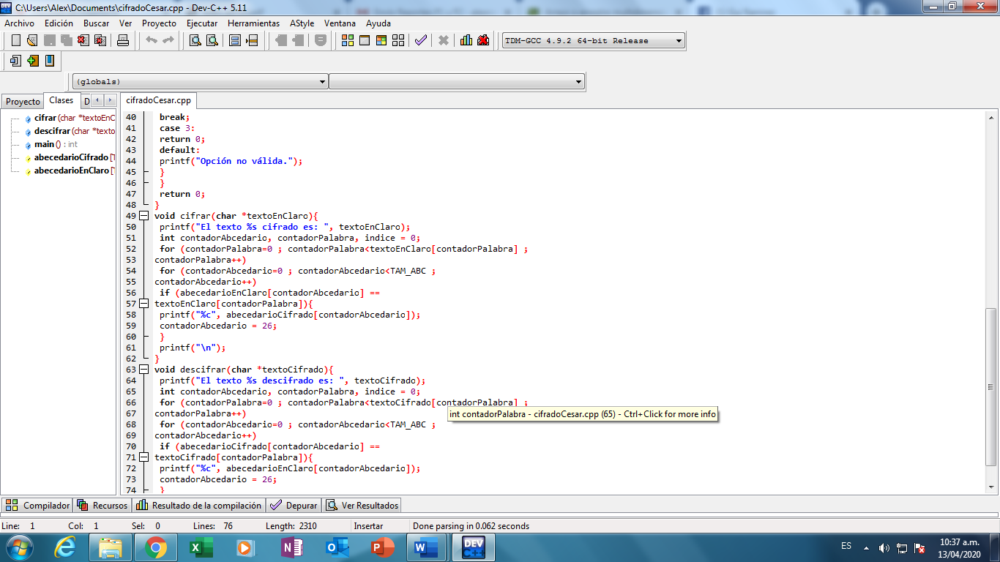 C:\Users\Alex\Documents\cifradoCesar.cpp - Dev-C++ 5.11
Archivo Edición Buscar Ver Proyecto Ejecutar Herramientas AStyle Ventana Ayuda
TDM-GCC 4.9.2 64-bit Release
(globals)
Proyecto Clases D
cifradoCesar.cpp
cifrar (char *textoEnC
descifrar (char *texto
main () : int
abecedarioCifrado [
abecedarioEnClaro [
40 break;
41 case 3:
42 return 0;
43 default:
44 printf("Opción no válida.");
45 }
46 }
47 return 0;
48 }
49 void cifrar(char *textoEnClaro){
50 printf("El texto %s cifrado es: ", textoEnClaro);
51 int contadorAbcedario, contadorPalabra, indice = 0;
52 for (contadorPalabra=0 ; contadorPalabra<textoEnClaro[contadorPalabra] ;
53 contadorPalabra++)
54 for (contadorAbcedario=0 ; contadorAbcedario<TAM_ABC ;
55 contadorAbcedario++)
56 if (abecedarioEnClaro[contadorAbcedario] ==
57 textoEnClaro[contadorPalabra]){
58 printf("%c", abecedarioCifrado[contadorAbcedario]);
59 contadorAbcedario = 26;
60 }
61 printf("\n");
62 }
63 void descifrar(char *textoCifrado){
64 printf("El texto %s descifrado es: ", textoCifrado);
65 int contadorAbcedario, contadorPalabra, indice = 0;
66 for (contadorPalabra=0 ; contadorPalabra<textoCifrado[contadorPalabra] ;
67 contadorPalabra++)
int contadorPalabra - cifradoCesar.cpp (65) - Ctrl+Click for more info
68 for (contadorAbcedario=0 ; contadorAbcedario<TAM_ABC ;
69 contadorAbcedario++)
70 if (abecedarioCifrado[contadorAbcedario] ==
71 textoCifrado[contadorPalabra]){
72 printf("%c", abecedarioEnClaro[contadorAbcedario]);
73 contadorAbcedario = 26;
74 }
Compilador Recursos Resultado de la compilación Depurar Ver Resultados
Line: 1 Col: 1 Sel: 0 Lines: 76 Length: 2310 Insertar Done parsing in 0.062 seconds
DEV C++
ES
10:37 a.m.
13/04/2020